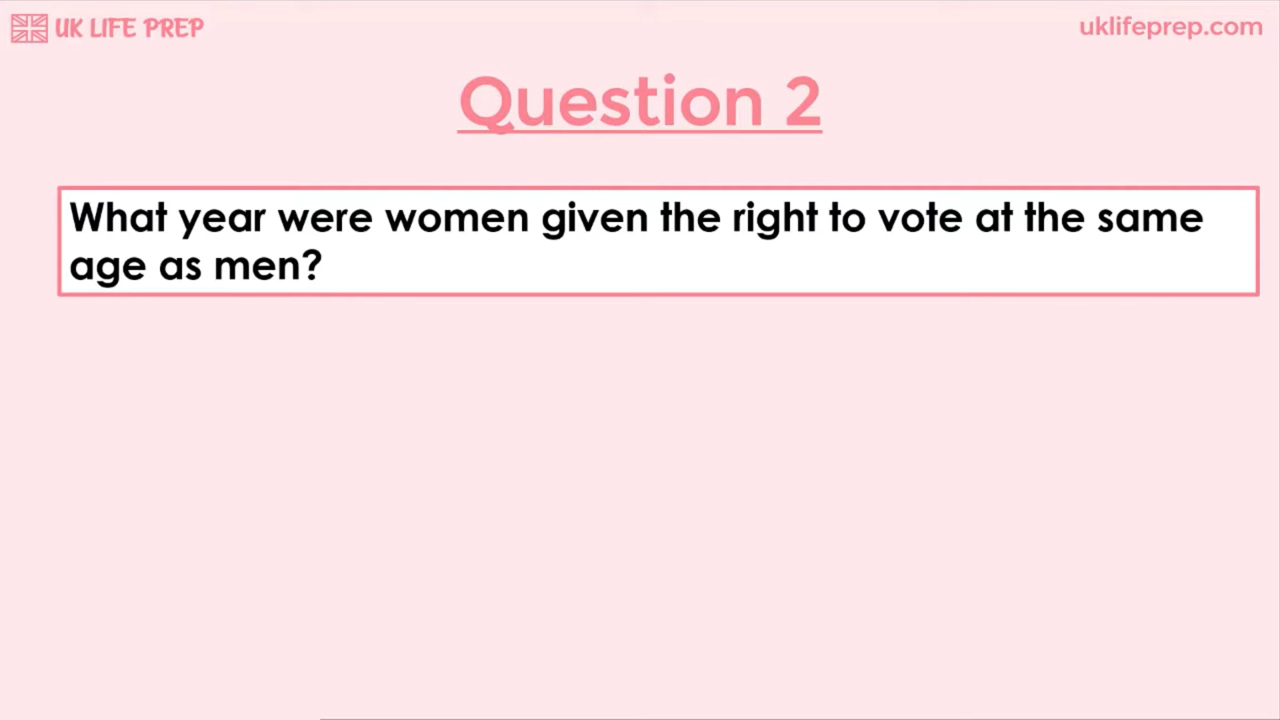 UK LIFE PREP
uklifeprep.com
Question 2
What year were women given the right to vote at the same
age as men?